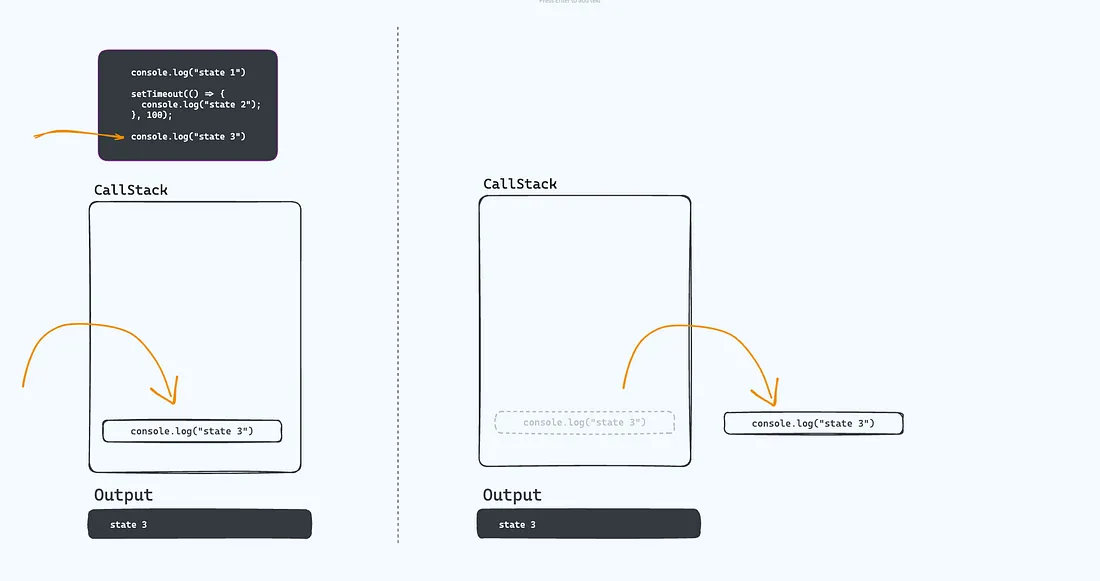 Press Enter to add text
console.log("state 1")
setTimeout(() => {
  console.log("state 2");
}, 100);
console.log("state 3")
CallStack
console.log("state 3")
Output
state 3
CallStack
console.log("state 3")
console.log("state 3")
Output
state 3